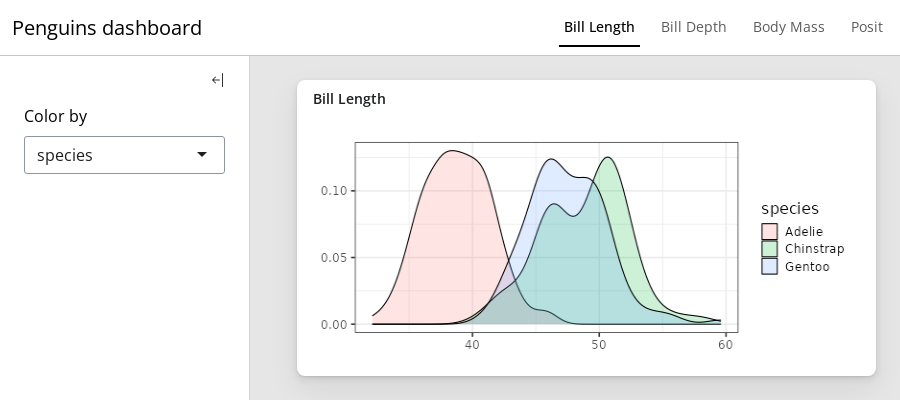 Penguins dashboard
Bill Length Bill Depth Body Mass Posit
Color by
species
Bill Length
0.10
0.05
0.00
40 50 60
species
Adelie
Chinstrap
Gentoo